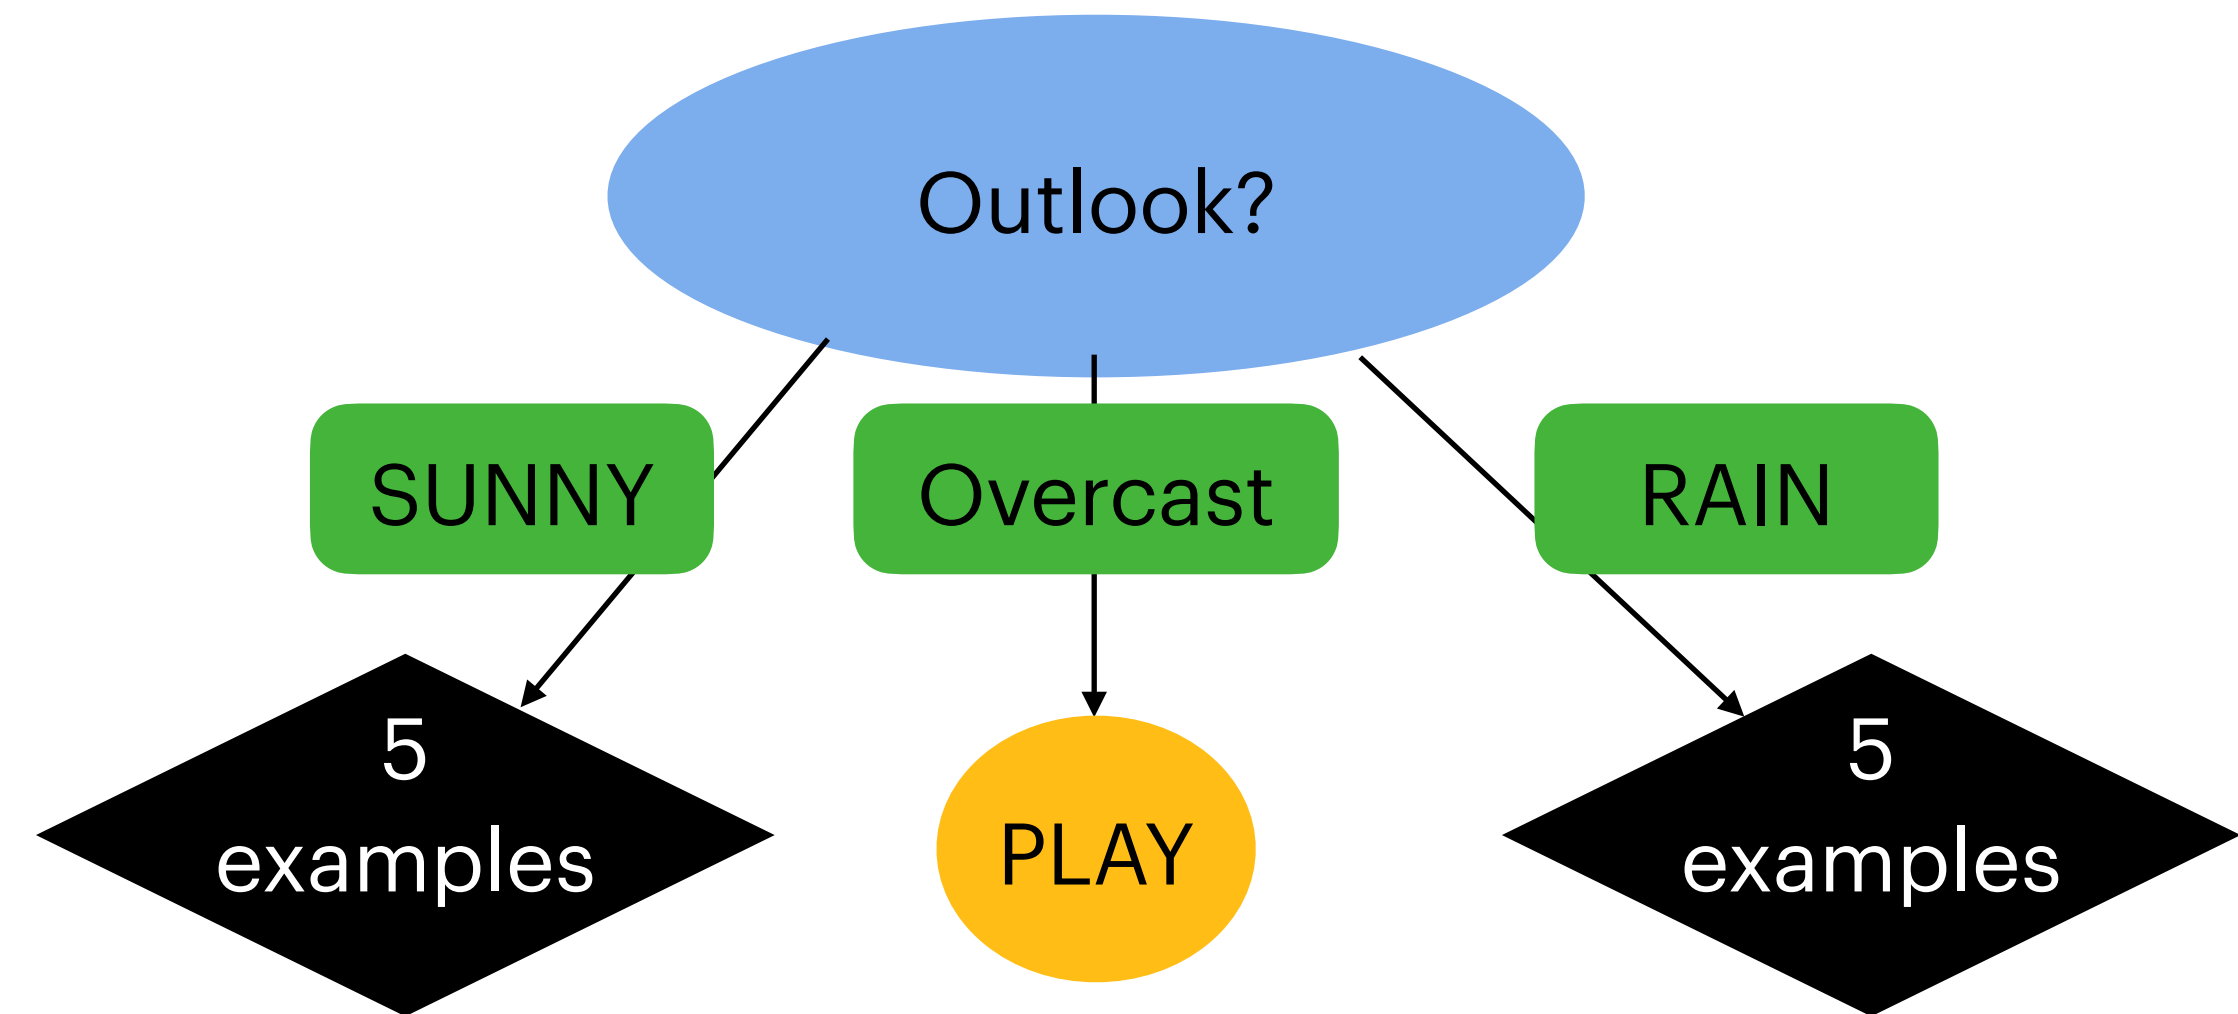 Outlook?
SUNNY
Overcast
RAIN
5
examples
PLAY
5
examples